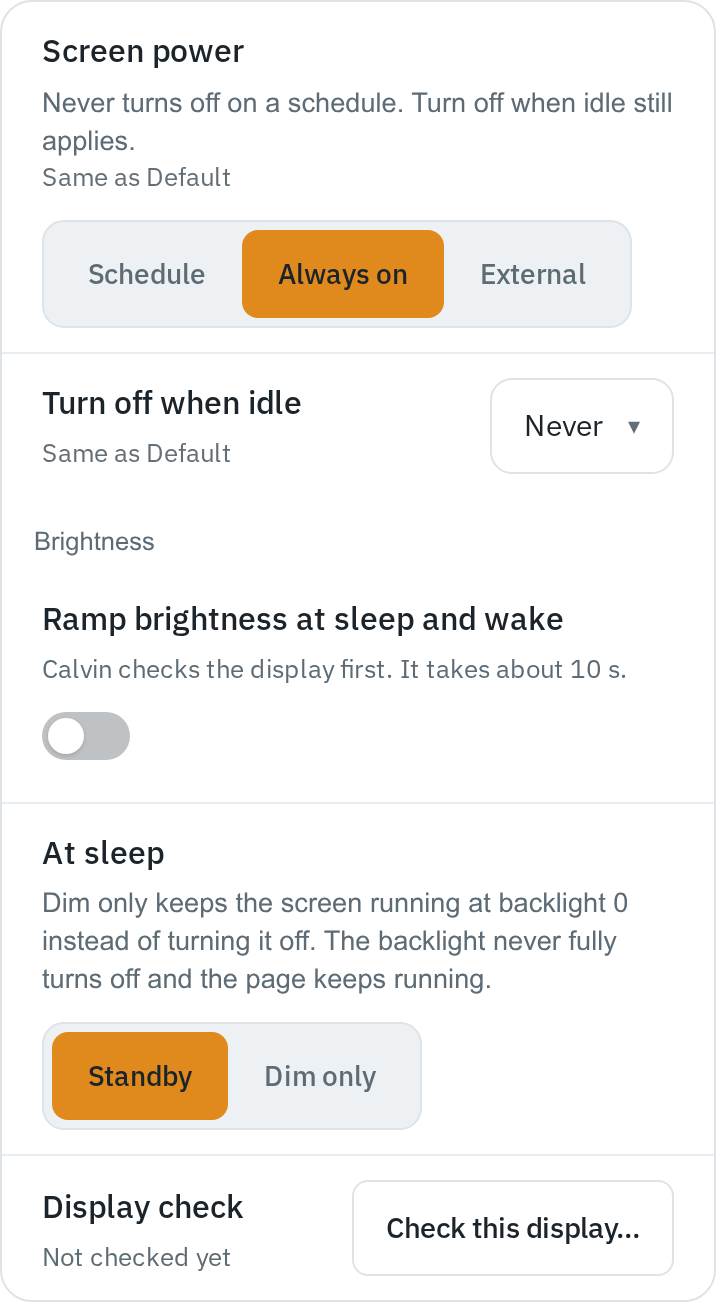 Screen power
Never turns off on a schedule. Turn off when idle still
applies.
Same as Default
Schedule
Always on
External
Turn off when idle
Same as Default
Never
Brightness
Ramp brightness at sleep and wake
Calvin checks the display first. It takes about 10 s.
At sleep
Dim only keeps the screen running at backlight 0
instead of turning it off. The backlight never fully
turns off and the page keeps running.
Standby
Dim only
Display check
Not checked yet
Check this display...